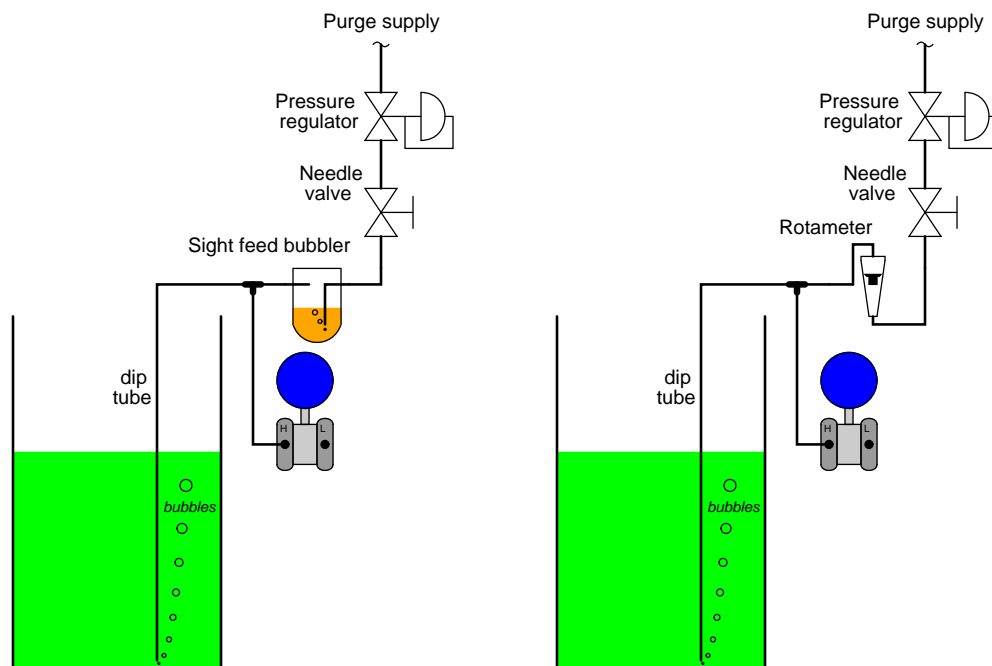 Purge supply
Pressure
regulator
Needle
valve
Sight feed bubbler
dip
tube
H
L
bubbles
Purge supply
Pressure
regulator
Needle
valve
Rotameter
dip
tube
H
L
bubbles